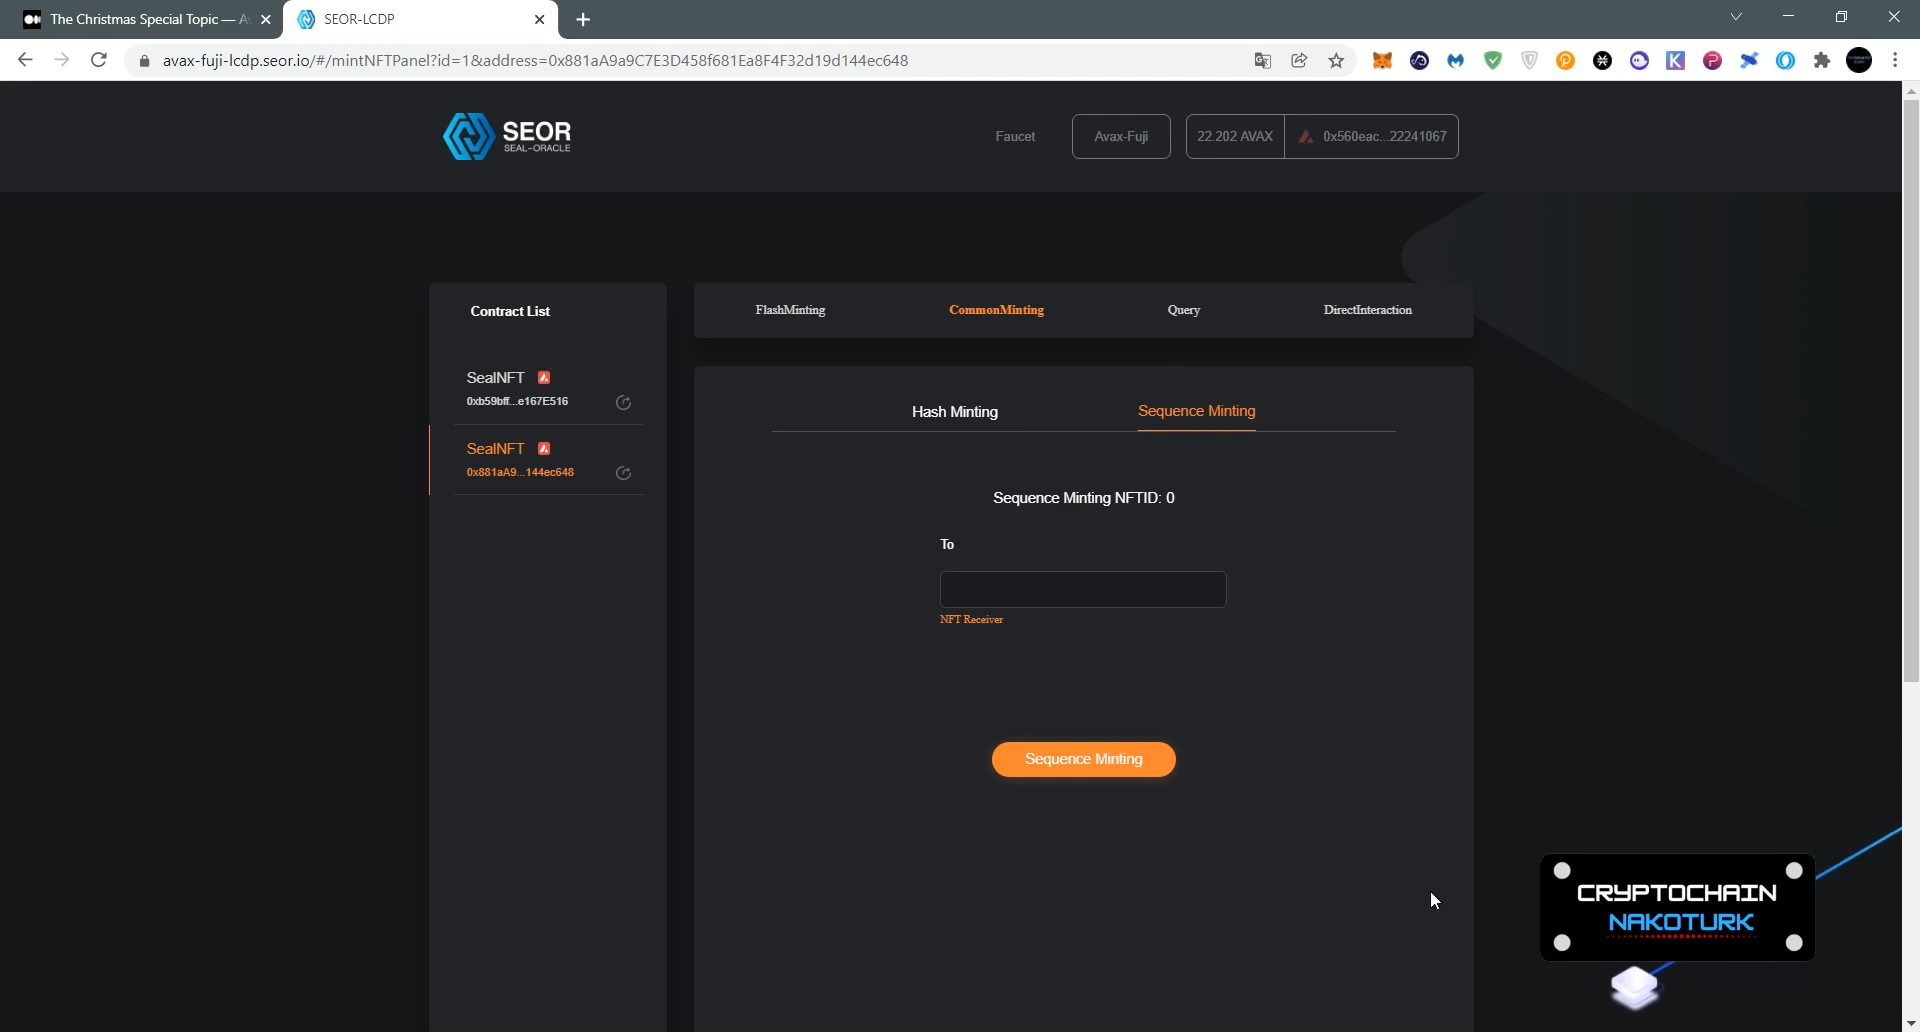 The Christmas Special Topic — A
SEOR-LCDP
avax-fuji-lcdp.seor.io/#/mintNFTPanel?id=1&address=0x881aA9a9C7E3D458f681Ea8F4F32d19d144ec648
SEOR
SEAL-ORACLE
Faucet
Avax-Fuji
22.202 AVAX
0x560eac...22241067
Contract List
SealNFT
0xb59bff...e167E516
SealNFT
0x881aA9...144ec648
FlashMinting
CommonMinting
Query
DirectInteraction
Hash Minting
Sequence Minting
Sequence Minting NFTID: 0
To
NFT Receiver
Sequence Minting
CRYPTOCHAIN
NAKOTURK